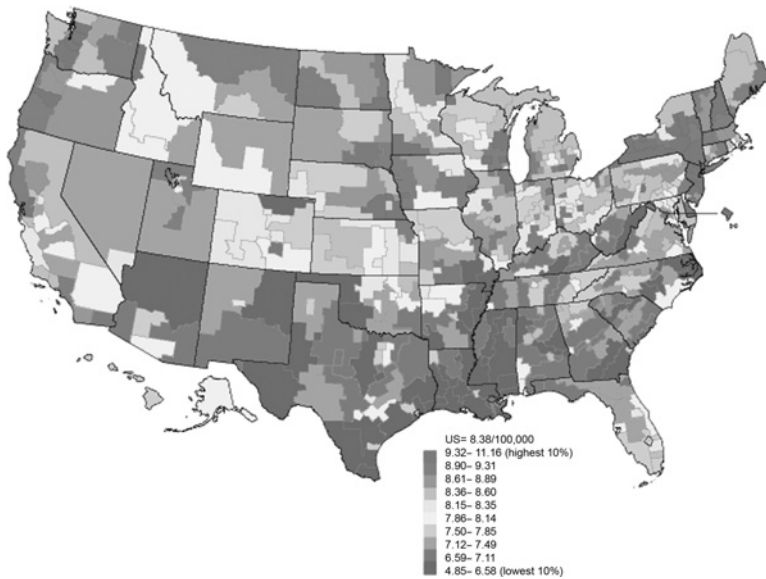 US= 8.38/100,000
9.32– 11.16 (highest 10%)
8.90– 9.31
8.61– 8.89
8.36– 8.60
8.15– 8.35
7.86– 8.14
7.50– 7.85
7.12– 7.49
6.59– 7.11
4.85– 6.58 (lowest 10%)